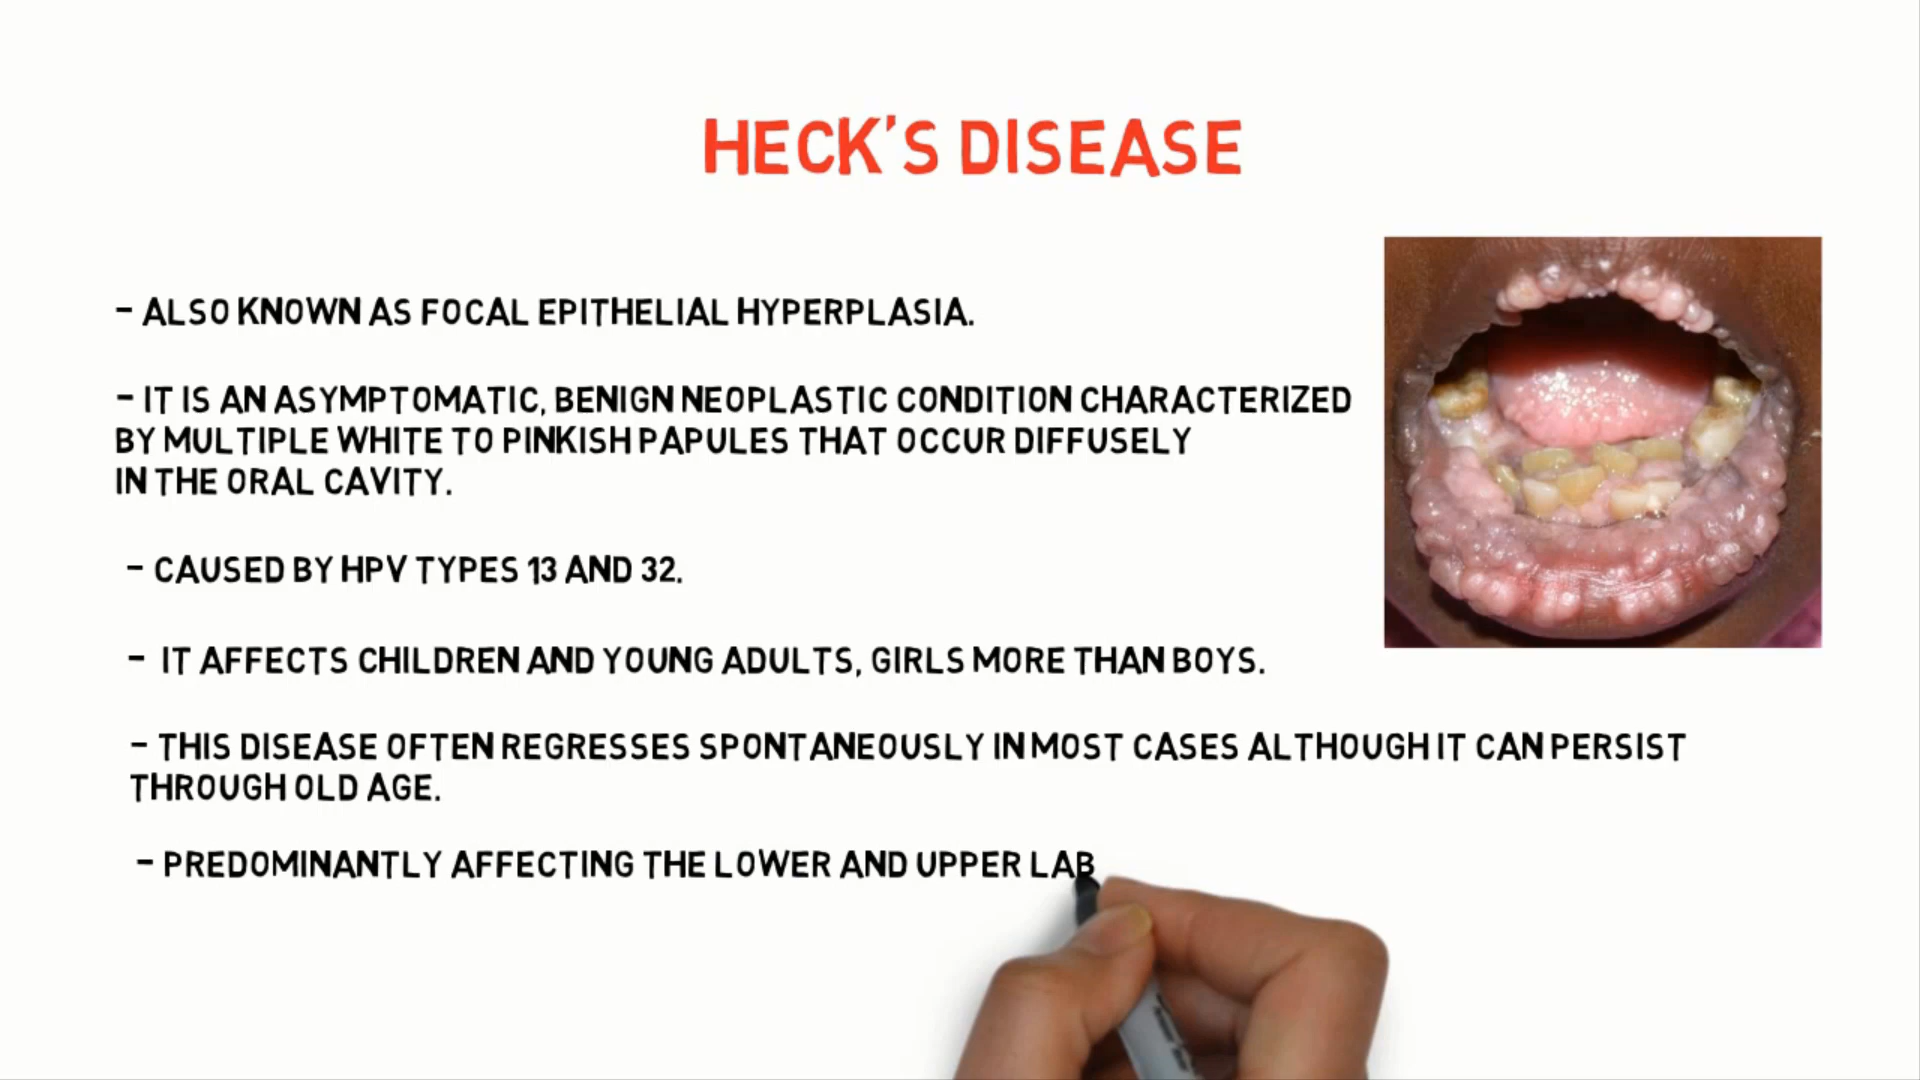 HECK'S DISEASE
- ALSO KNOWN AS FOCAL EPITHELIAL HYPERPLASIA.
- IT IS AN ASYMPTOMATIC, BENIGN NEOPLASTIC CONDITION CHARACTERIZED
BY MULTIPLE WHITE TO PINKISH PAPULES THAT OCCUR DIFFUSELY
IN THE ORAL CAVITY.
- CAUSED BY HPV TYPES 13 AND 32.
- IT AFFECTS CHILDREN AND YOUNG ADULTS, GIRLS MORE THAN BOYS.
- THIS DISEASE OFTEN REGRESSES SPONTANEOUSLY IN MOST CASES ALTHOUGH IT CAN PERSIST
THROUGH OLD AGE.
- PREDOMINANTLY AFFECTING THE LOWER AND UPPER LAB